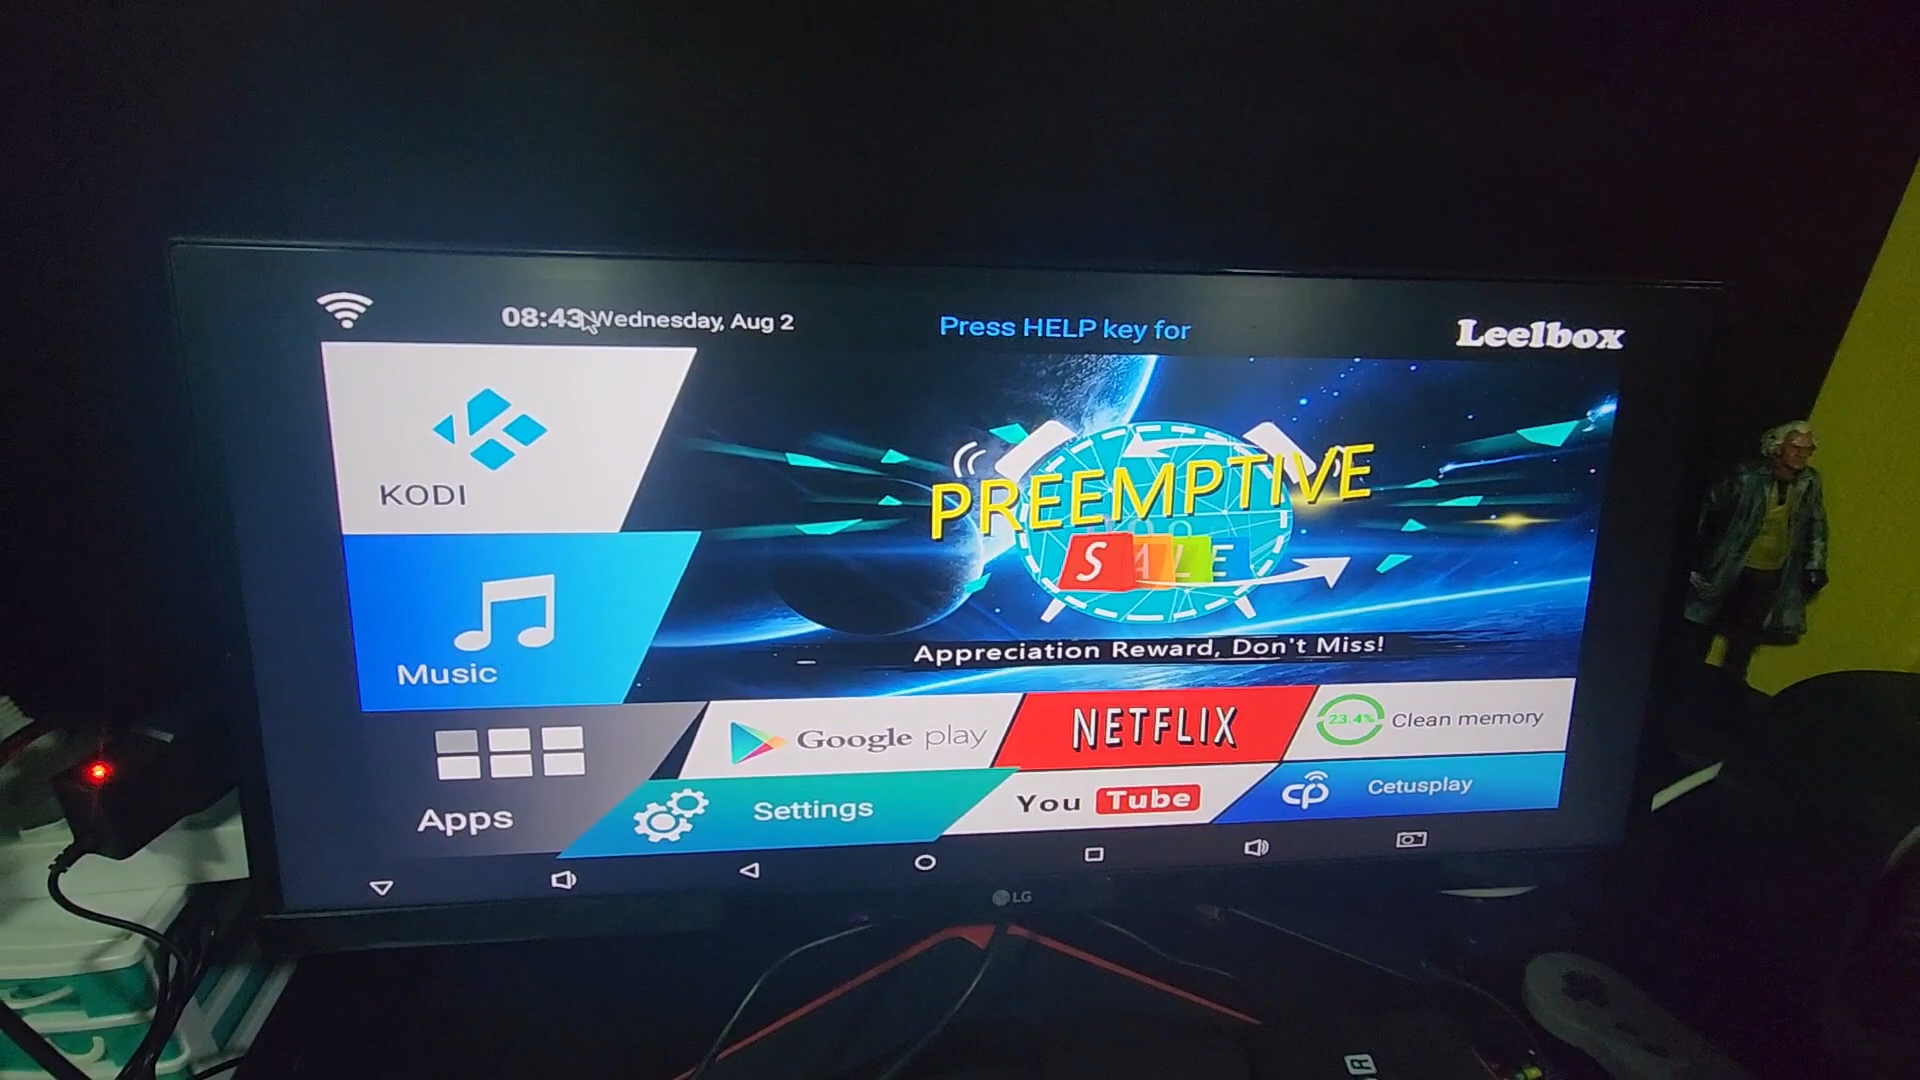 08:43 Wednesday, Aug 2
Press HELP key for
Leelbox
KODI
PREEMPTIVE
SALE
Appreciation Reward, Don't Miss!
Music
Google play
NETFLIX
23.4%
Clean memory
Apps
Settings
You Tube
cp
Cetusplay
LG